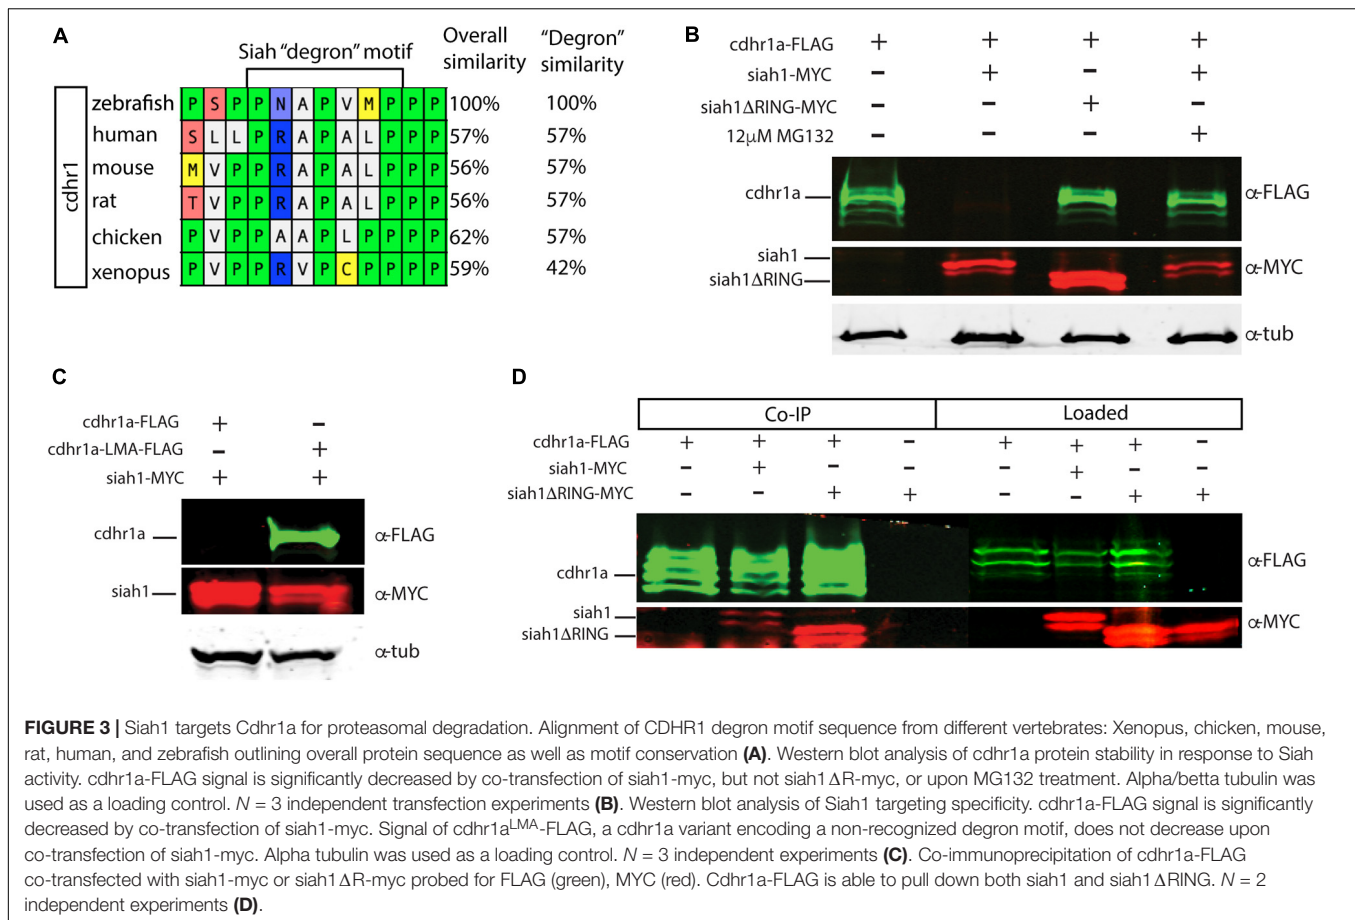 A
Siah "degron" motif
Overall similarity
"Degron" similarity
cdhr1
zebrafish P S P P N A P V M P P P 100% 100%
human S L L P R A P A L P P P 57% 57%
mouse M V P P R A P A L P P P 56% 57%
rat T V P P R A P A L P P P 56% 57%
chicken P V P P A A P L P P P P 62% 57%
xenopus P V P P R V P C P P P P 59% 42%
B
cdhr1a-FLAG + + + +
siah1-MYC – + – +
siah1ΔRING-MYC – – + –
12μM MG132 – – – +
cdhr1a
α-FLAG
siah1
siah1ΔRING
α-MYC
α-tub
C
cdhr1a-FLAG + –
cdhr1a-LMA-FLAG – +
siah1-MYC + +
cdhr1a
α-FLAG
siah1
α-MYC
α-tub
D
Co-IP Loaded
cdhr1a-FLAG + + + – + + + –
siah1-MYC – + – – – + – –
siah1ΔRING-MYC – – + + – – + +
cdhr1a
α-FLAG
siah1
siah1ΔRING
α-MYC
FIGURE 3 | Siah1 targets Cdhr1a for proteasomal degradation. Alignment of CDHR1 degron motif sequence from different vertebrates: Xenopus, chicken, mouse,
rat, human, and zebrafish outlining overall protein sequence as well as motif conservation (A). Western blot analysis of cdhr1a protein stability in response to Siah
activity. cdhr1a-FLAG signal is significantly decreased by co-transfection of siah1-myc, but not siah1ΔR-myc, or upon MG132 treatment. Alpha/betta tubulin was
used as a loading control. N = 3 independent transfection experiments (B). Western blot analysis of Siah1 targeting specificity. cdhr1a-FLAG signal is significantly
decreased by co-transfection of siah1-myc. Signal of cdhr1aLMA-FLAG, a cdhr1a variant encoding a non-recognized degron motif, does not decrease upon
co-transfection of siah1-myc. Alpha tubulin was used as a loading control. N = 3 independent experiments (C). Co-immunoprecipitation of cdhr1a-FLAG
co-transfected with siah1-myc or siah1ΔR-myc probed for FLAG (green), MYC (red). Cdhr1a-FLAG is able to pull down both siah1 and siah1ΔRING. N = 2
independent experiments (D).